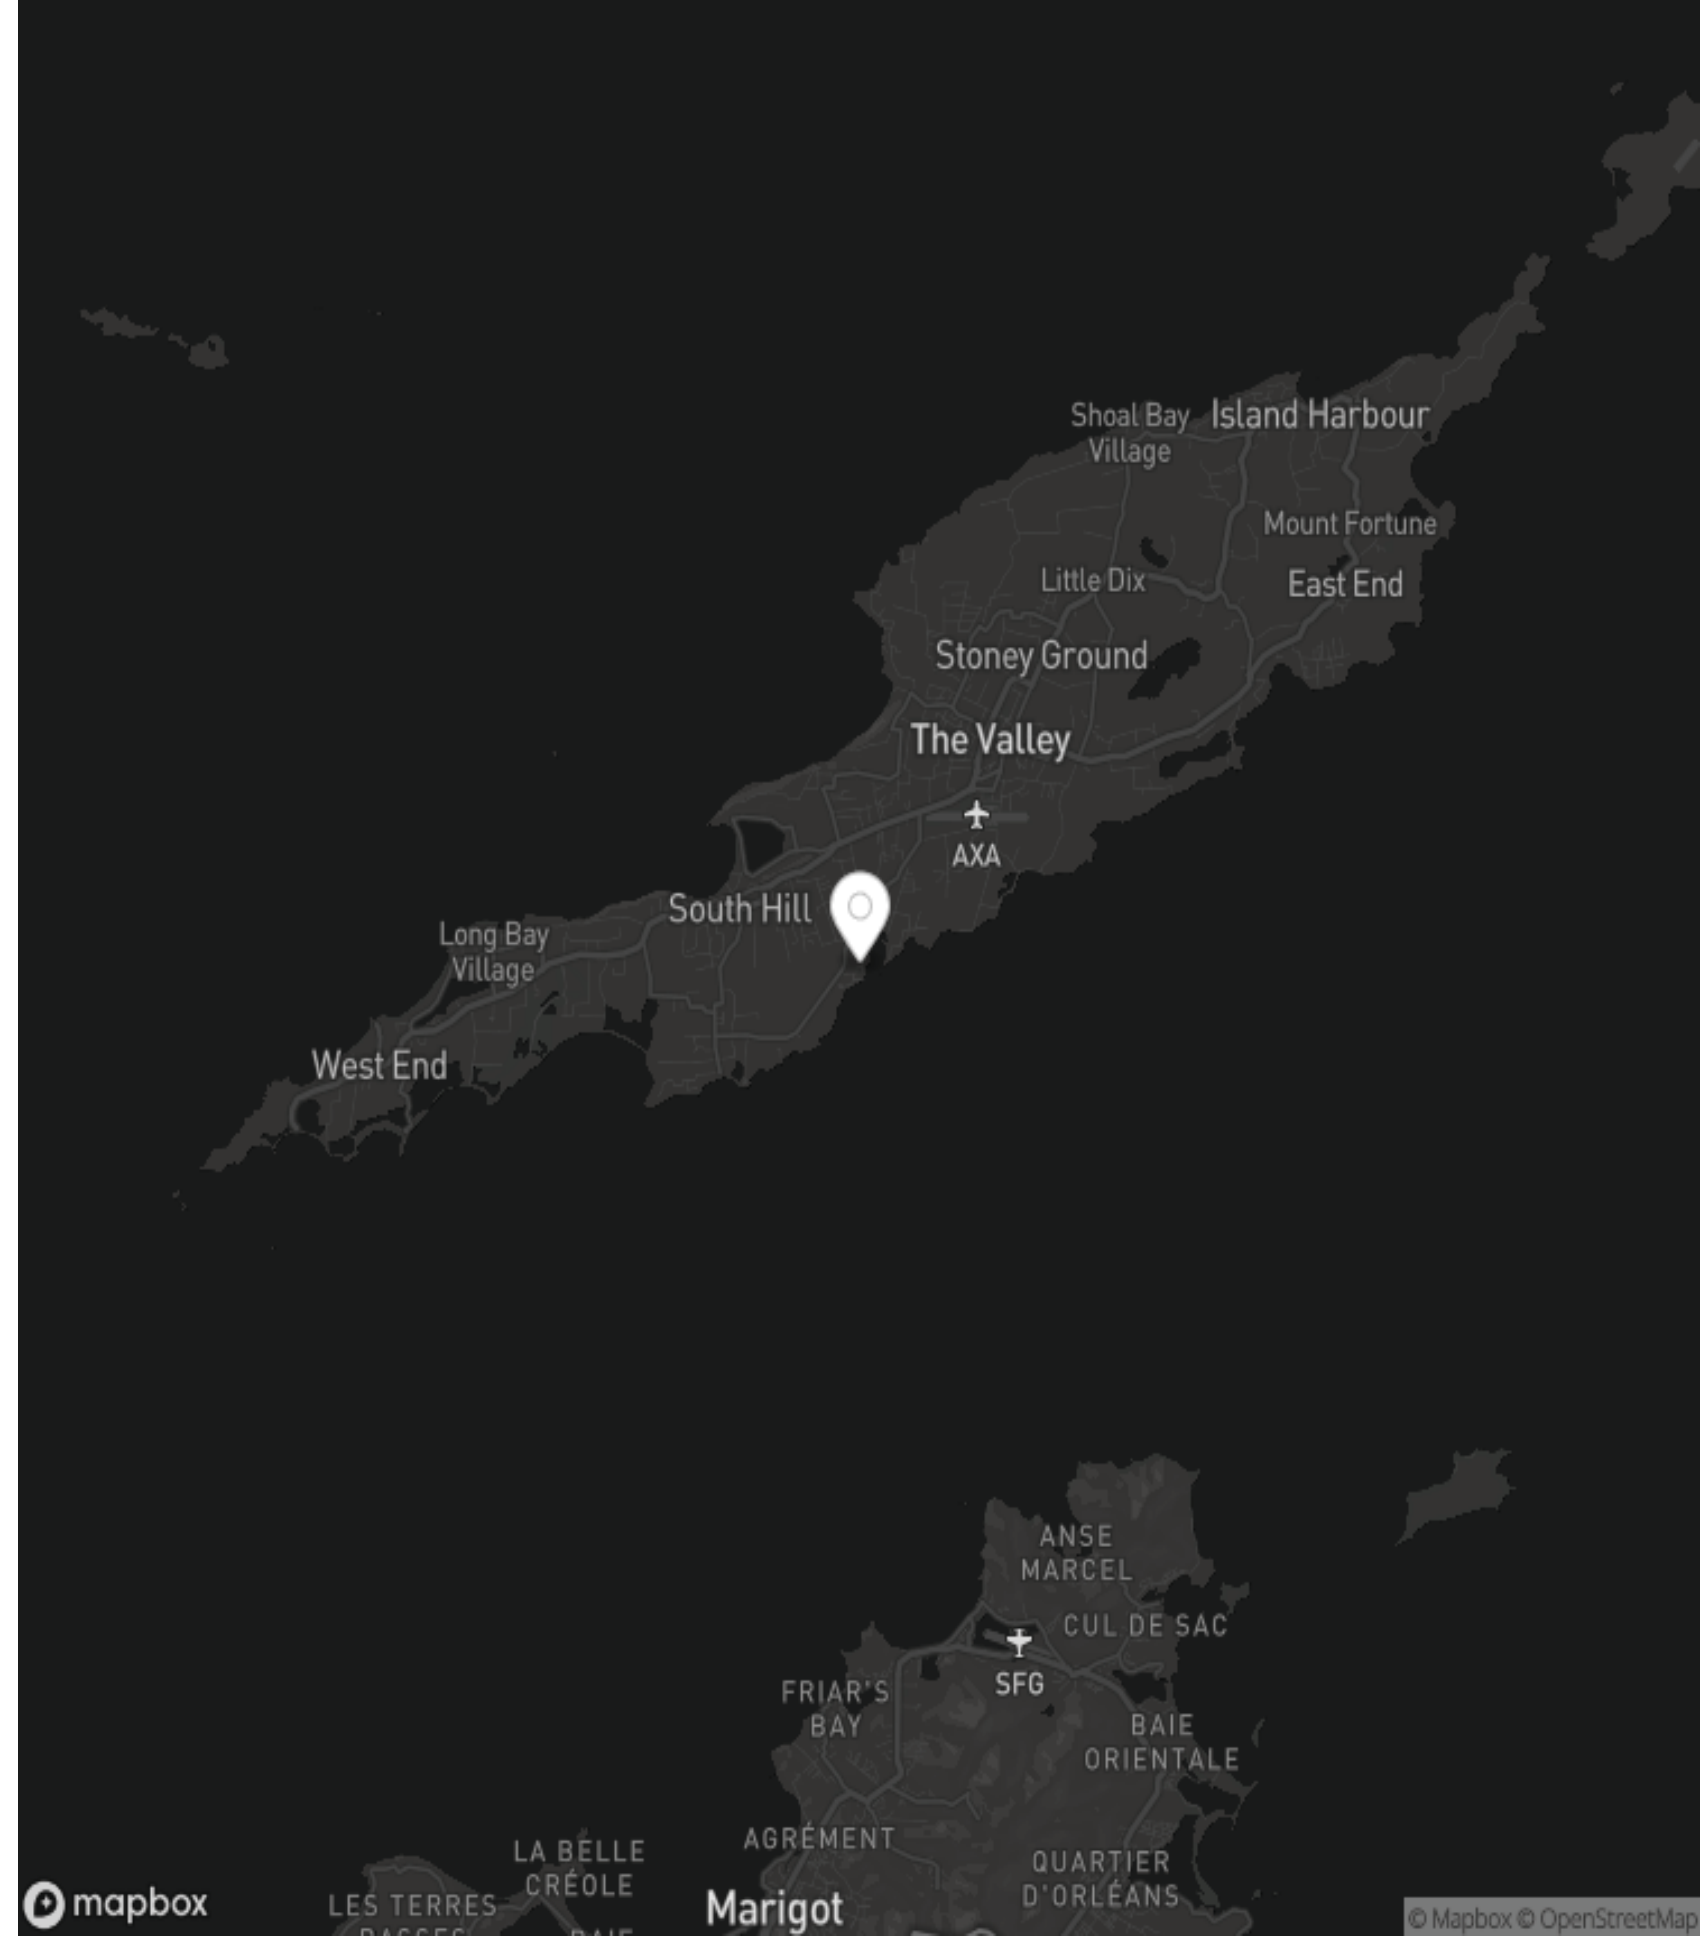 Shoal Bay
Village
Island Harbour
Mount Fortune
Little Dix
East End
Stoney Ground
The Valley
AXA
South Hill
Long Bay
Village
West End
ANSE
MARCEL
CUL DE SAC
SFG
FRIAR'S
BAY
BAIE
ORIENTALE
AGRÉMENT
LA BELLE
CRÉOLE
QUARTIER
D'ORLÉANS
LES TERRES
BASSES
BAIE
Marigot
mapbox
© Mapbox © OpenStreetMap